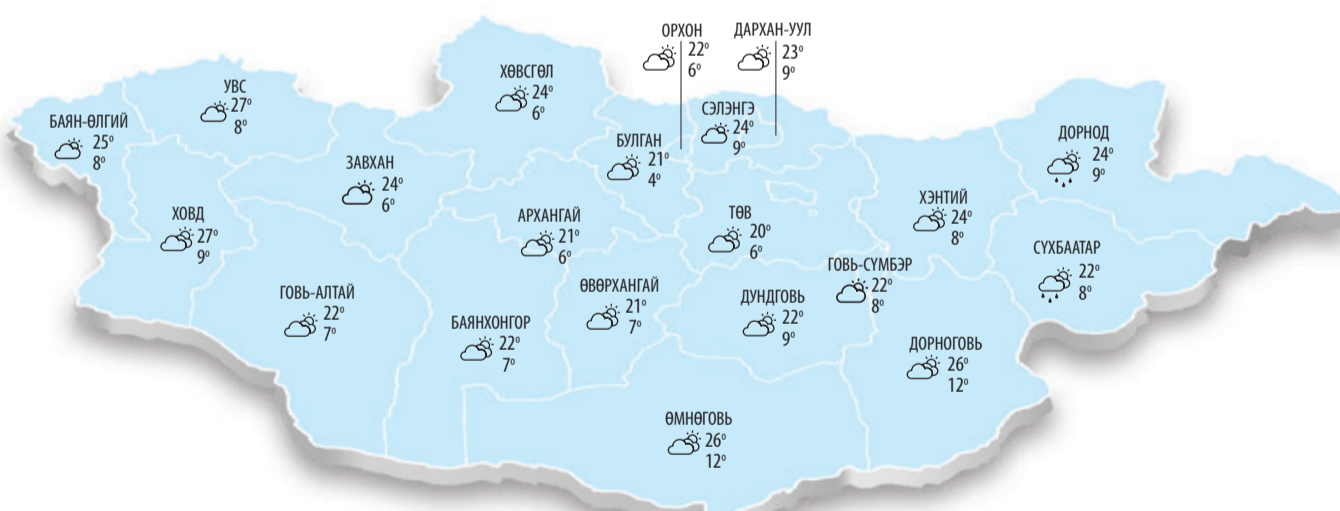 ОРХОН
22°
6°
ДАРХАН-УУЛ
23°
9°
ХӨВСГӨЛ
24°
6°
УВС
27°
8°
БАЯН-ӨЛГИЙ
25°
8°
СЭЛЭНГЭ
24°
9°
БУЛГАН
21°
4°
ДОРНОД
24°
9°
ЗАВХАН
24°
6°
ХОВД
27°
9°
АРХАНГАЙ
21°
6°
ТӨВ
20°
6°
ХЭНТИЙ
24°
8°
СҮХБААТАР
22°
8°
ГОВЬ-СҮМБЭР
22°
8°
ГОВЬ-АЛТАЙ
22°
7°
ӨВӨРХАНГАЙ
21°
7°
ДУНДГОВЬ
22°
9°
БАЯНХОНГОР
22°
7°
ДОРНОГОВЬ
26°
12°
ӨМНӨГОВЬ
26°
12°